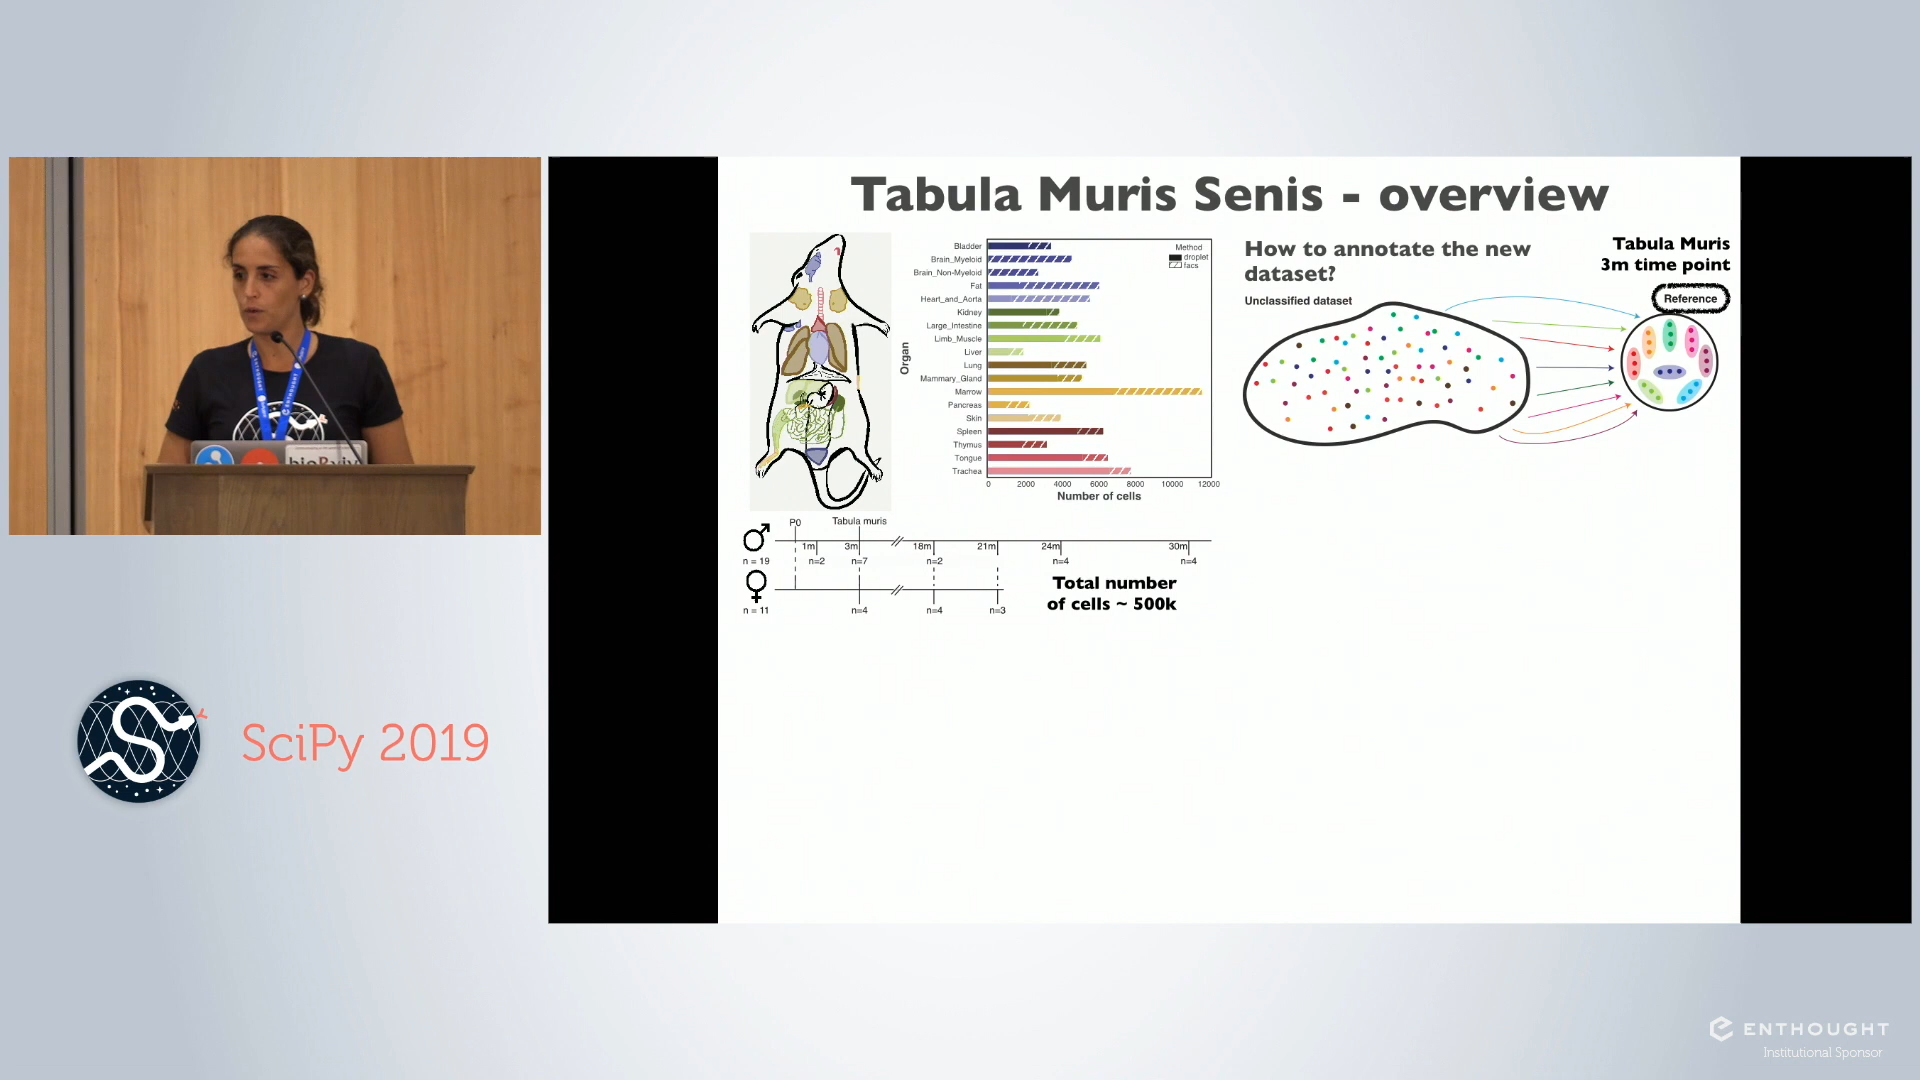 Tabula Muris Senis - overview
Bladder
Brain_Myeloid
Brain_Non-Myeloid
Fat
Heart_and_Aorta
Kidney
Large_Intestine
Limb_Muscle
Liver
Lung
Mammary_Gland
Marrow
Pancreas
Skin
Spleen
Thymus
Tongue
Trachea
Organ
Method
droplet
facs
0 2000 4000 6000 8000 10000 12000
Number of cells
How to annotate the new
dataset?
Unclassified dataset
Tabula Muris
3m time point
Reference
P0 Tabula muris
1m 3m 18m 21m 24m 30m
n = 19 n=2 n=7 n=2 n=4 n=4
n = 11 n=4 n=4 n=3
Total number
of cells ~ 500k
bioRxiv
SciPy 2019
ENTHOUGHT
Institutional Sponsor